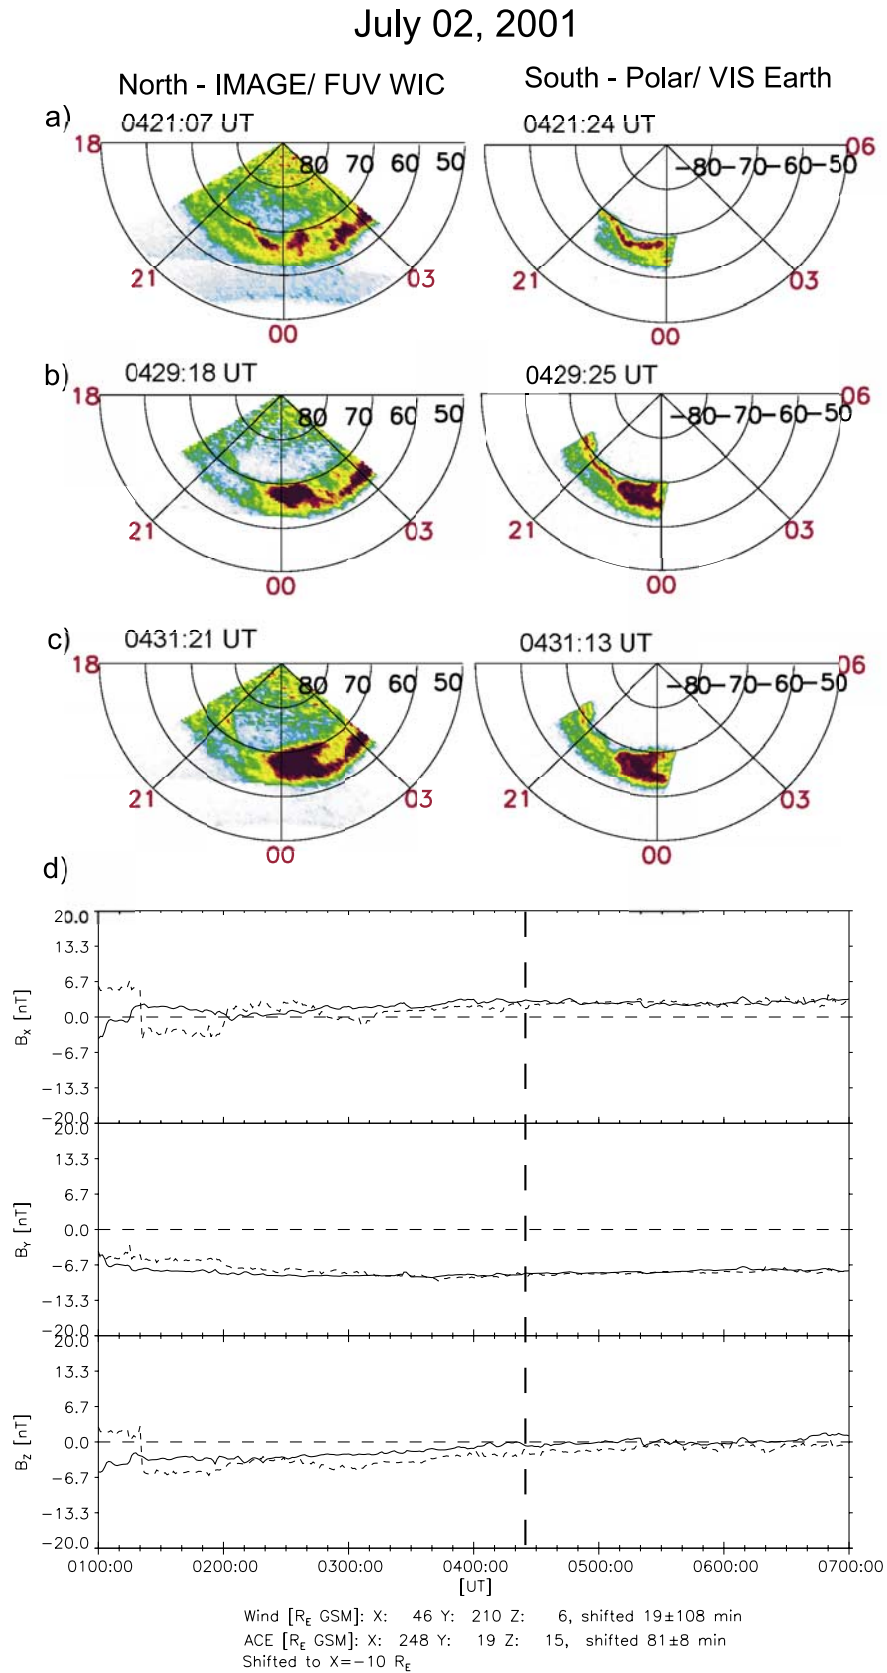 July 02, 2001
North - IMAGE/ FUV WIC
South - Polar/ VIS Earth
a)
0421:07 UT
0421:24 UT
18
80 70 60 50
-80-70-60-50
06
21
03
21
03
00
00
b)
0429:18 UT
0429:25 UT
18
80 70 60 50
-80-70-60-50
06
21
03
21
03
00
00
c)
0431:21 UT
0431:13 UT
18
80 70 60 50
-80-70-60-50
06
21
03
21
03
00
00
d)
20.0
13.3
6.7
0.0
-6.7
-13.3
-20.0
BX [nT]
20.0
13.3
6.7
0.0
-6.7
-13.3
-20.0
BY [nT]
20.0
13.3
6.7
0.0
-6.7
-13.3
-20.0
BZ [nT]
0100:00 0200:00 0300:00 0400:00 0500:00 0600:00 0700:00
[UT]
Wind [RE GSM]: X: 46 Y: 210 Z: 6, shifted 19±108 min
ACE [RE GSM]: X: 248 Y: 19 Z: 15, shifted 81±8 min
Shifted to X=-10 RE